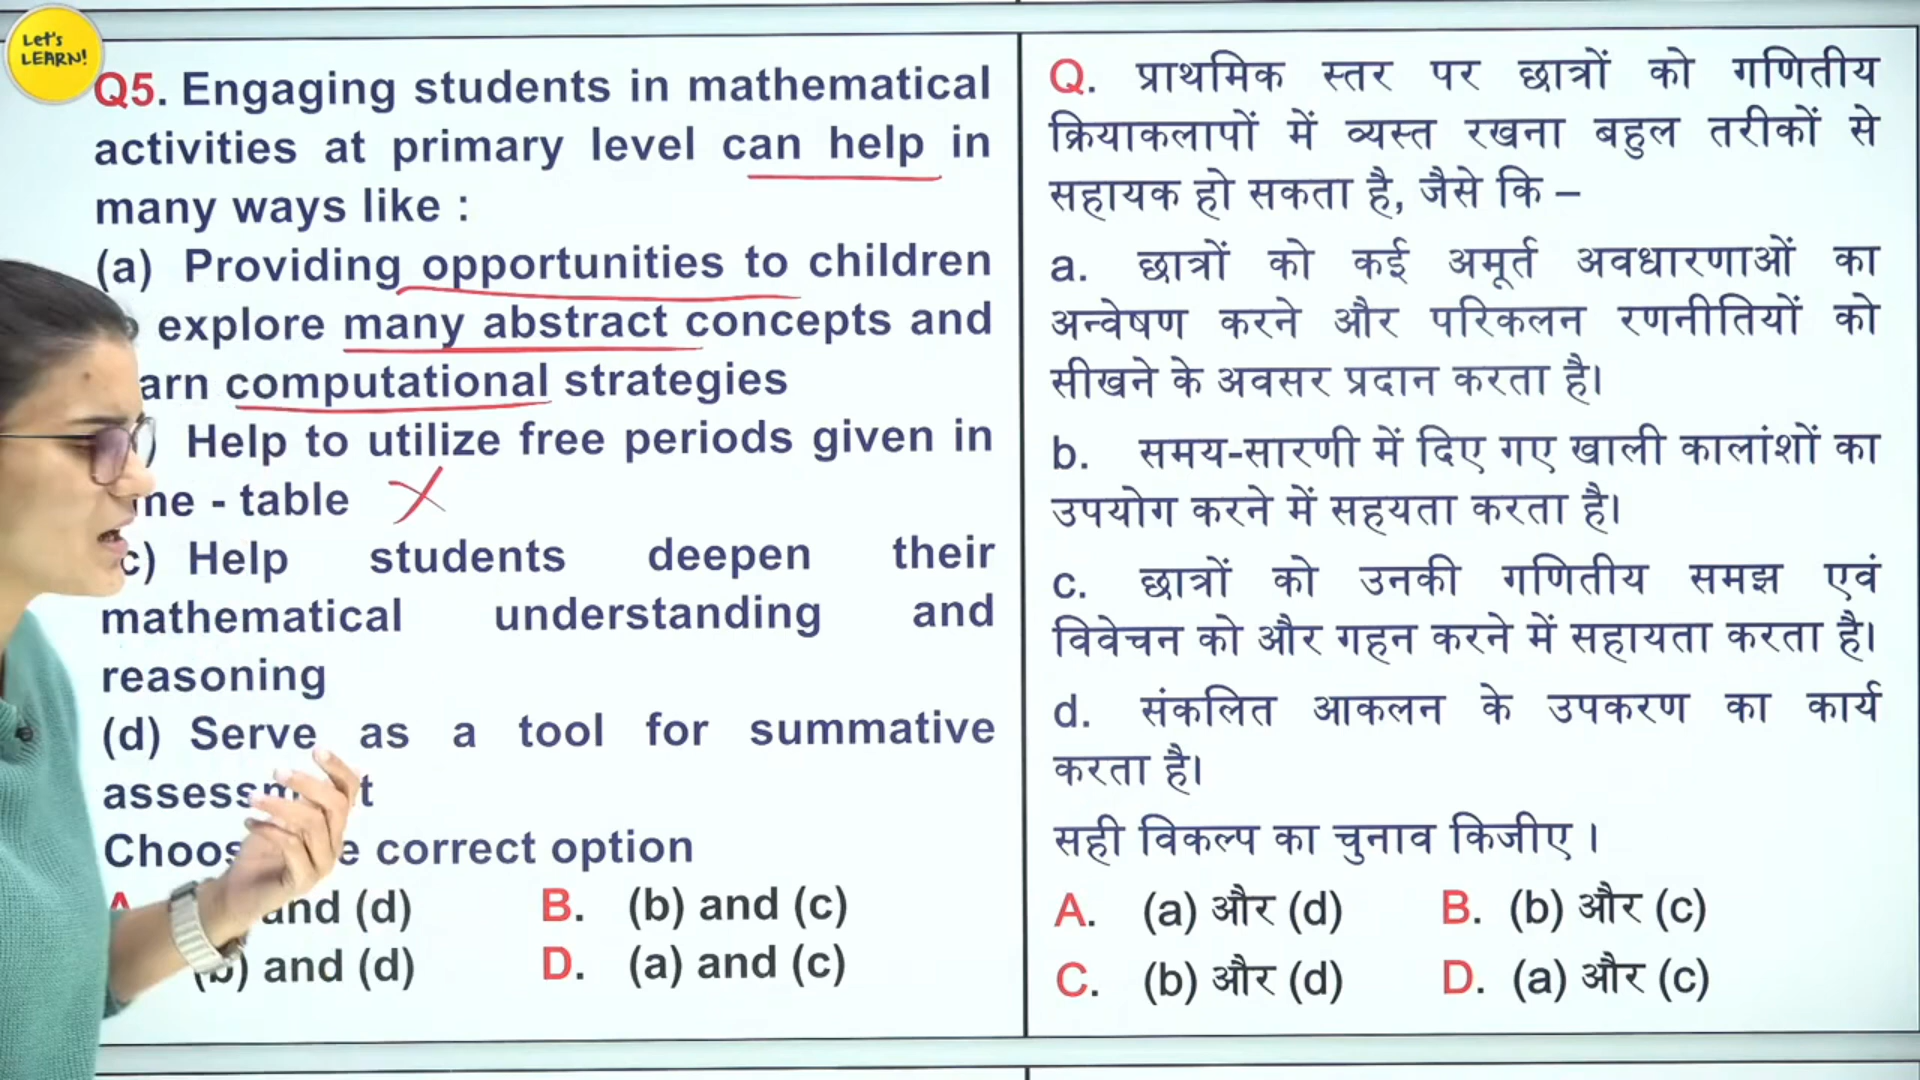 Let's
LEARN!
Q5. Engaging students in mathematical
activities at primary level can help in
many ways like :
(a) Providing opportunities to children
explore many abstract concepts and
arn computational strategies
) Help to utilize free periods given in
me - table
c) Help students deepen their
mathematical understanding and
reasoning
(d) Serve as a tool for summative
assessm t
Choos e correct option
A. and (d) B. (b) and (c)
(b) and (d) D. (a) and (c)
Q. प्राथमिक स्तर पर छात्रों को गणितीय
क्रियाकलापों में व्यस्त रखना बहुल तरीकों से
सहायक हो सकता है, जैसे कि –
a. छात्रों को कई अमूर्त अवधारणाओं का
अन्वेषण करने और परिकलन रणनीतियों को
सीखने के अवसर प्रदान करता है।
b. समय-सारणी में दिए गए खाली कालांशों का
उपयोग करने में सहयता करता है।
c. छात्रों को उनकी गणितीय समझ एवं
विवेचन को और गहन करने में सहायता करता है।
d. संकलित आकलन के उपकरण का कार्य
करता है।
सही विकल्प का चुनाव किजीए ।
A. (a) और (d) B. (b) और (c)
C. (b) और (d) D. (a) और (c)